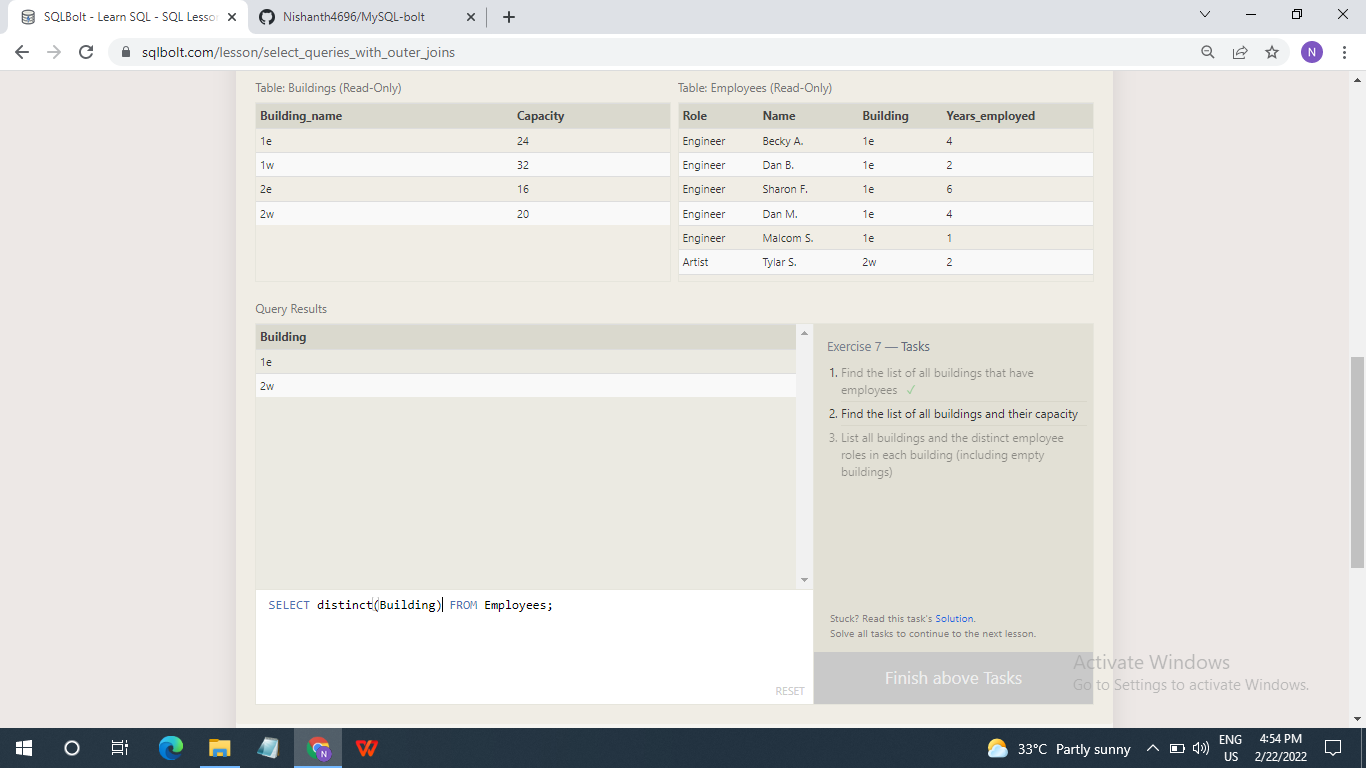 SQLBolt - Learn SQL - SQL Lesson
Nishanth4696/MySQL-bolt
sqlbolt.com/lesson/select_queries_with_outer_joins
N
Table: Buildings (Read-Only)
Table: Employees (Read-Only)
Building_name Capacity
Role Name Building Years_employed
1e 24
Engineer Becky A. 1e 4
1w 32
Engineer Dan B. 1e 2
2e 16
Engineer Sharon F. 1e 6
2w 20
Engineer Dan M. 1e 4
Engineer Malcom S. 1e 1
Artist Tylar S. 2w 2
Query Results
Building
1e
2w
Exercise 7 — Tasks
1. Find the list of all buildings that have
employees ✓
2. Find the list of all buildings and their capacity
3. List all buildings and the distinct employee
roles in each building (including empty
buildings)
SELECT distinct(Building) FROM Employees;
RESET
Stuck? Read this task's Solution.
Solve all tasks to continue to the next lesson.
Finish above Tasks
Activate Windows
Go to Settings to activate Windows.
N
W
33°C Partly sunny
ENG
US
4:54 PM
2/22/2022